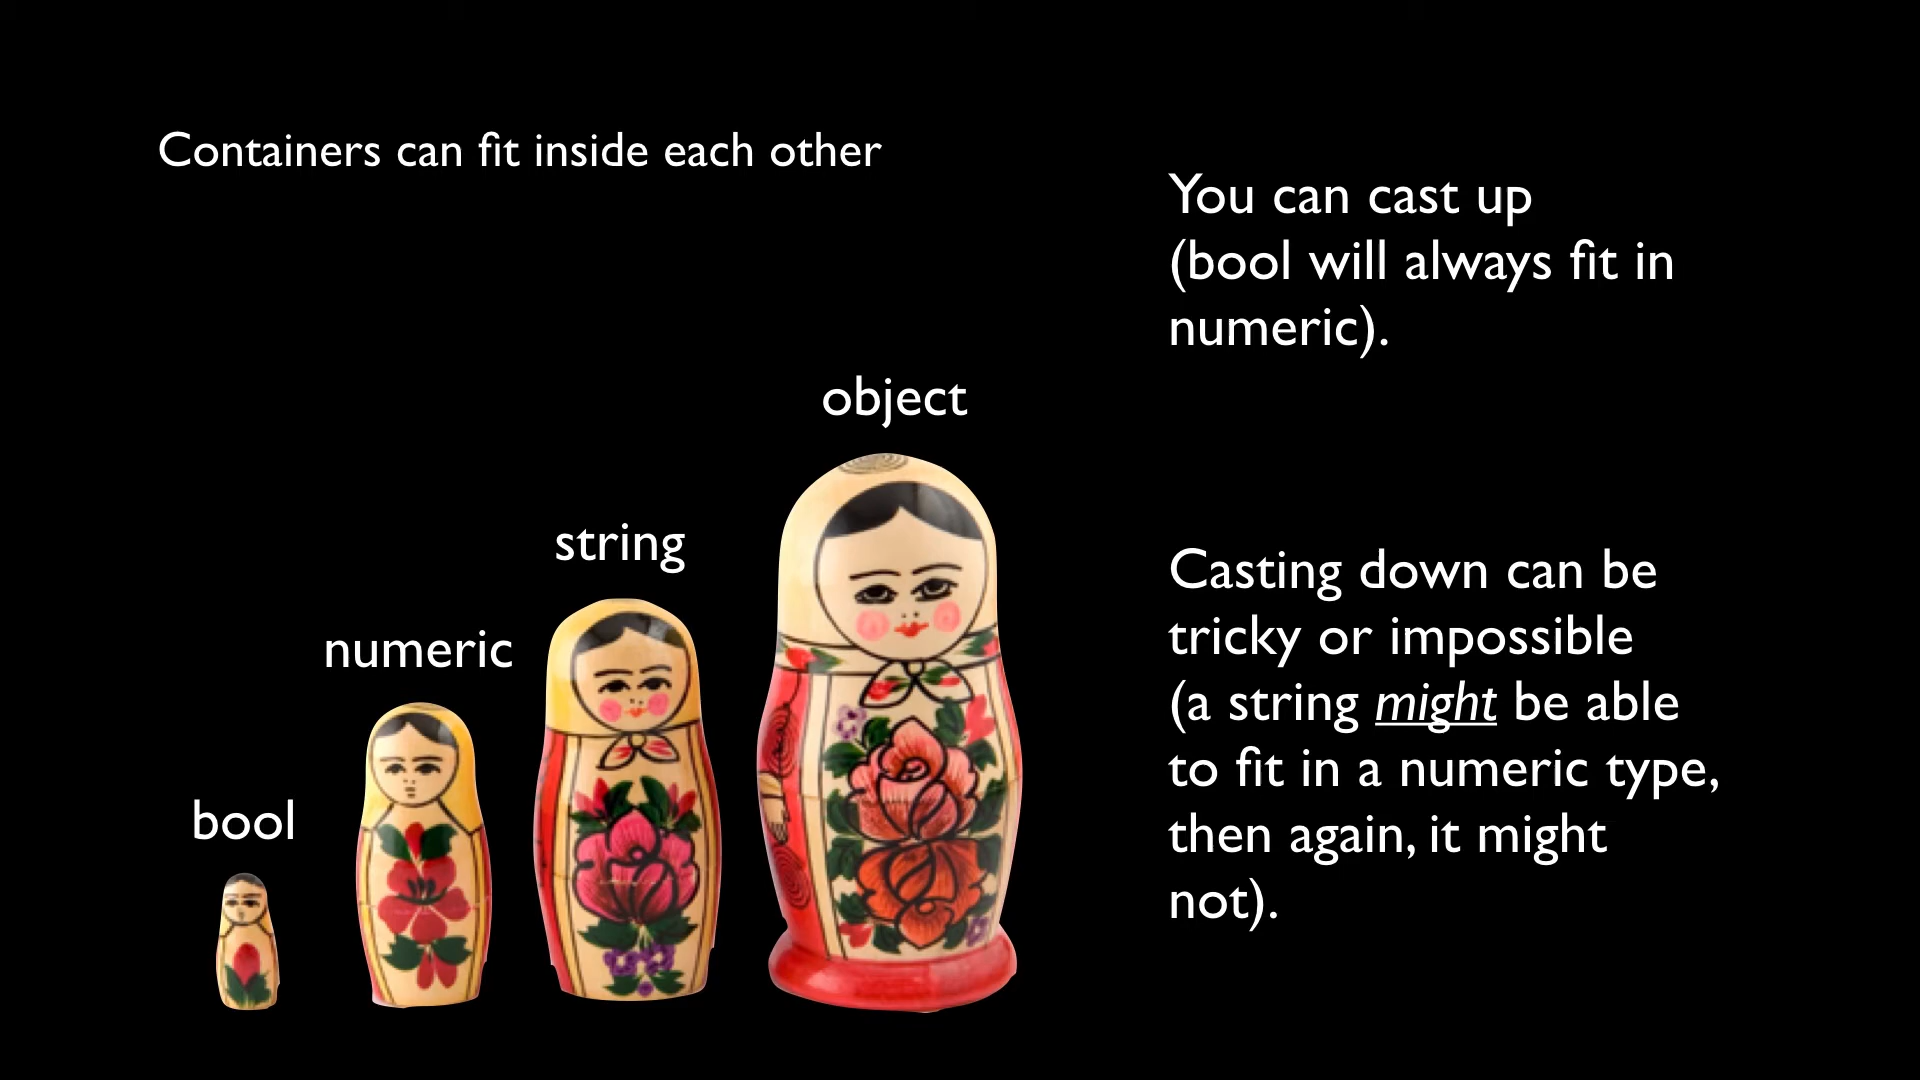 Containers can fit inside each other
You can cast up
(bool will always fit in
numeric).
object
string
numeric
bool
Casting down can be
tricky or impossible
(a string might be able
to fit in a numeric type,
then again, it might
not).